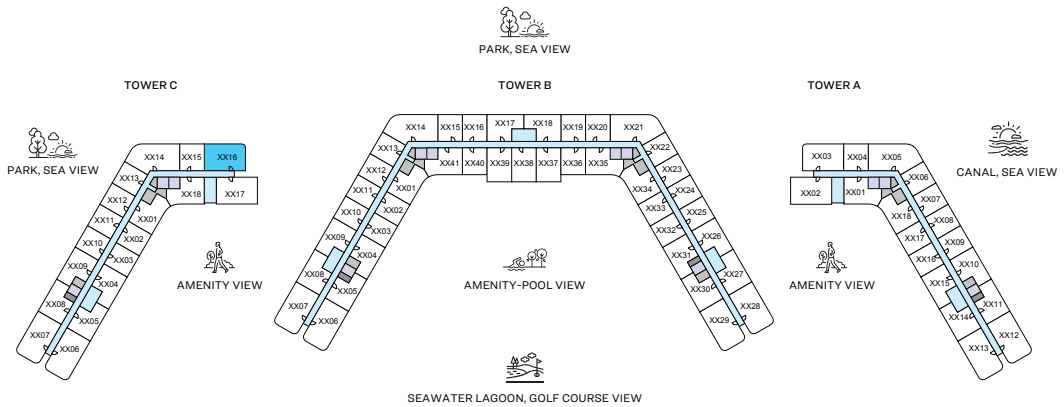 PARK, SEA VIEW
TOWER C
TOWER B
TOWER A
PARK, SEA VIEW
CANAL, SEA VIEW
XX14
XX15
XX16
XX13
XX12
XX11
XX10
XX09
XX08
XX07
XX06
XX05
XX04
XX03
XX02
XX01
XX18
XX17
AMENITY VIEW
XX14
XX15
XX16
XX17
XX18
XX19
XX20
XX21
XX13
XX12
XX11
XX10
XX09
XX08
XX07
XX06
XX05
XX04
XX03
XX02
XX01
XX41
XX40
XX39
XX38
XX37
XX36
XX35
XX22
XX23
XX24
XX25
XX26
XX27
XX28
XX29
XX30
XX31
XX32
XX33
XX34
AMENITY-POOL VIEW
XX03
XX04
XX05
XX02
XX01
XX06
XX07
XX08
XX09
XX10
XX11
XX12
XX13
XX14
XX15
XX16
XX17
XX18
AMENITY VIEW
SEAWATER LAGOON, GOLF COURSE VIEW